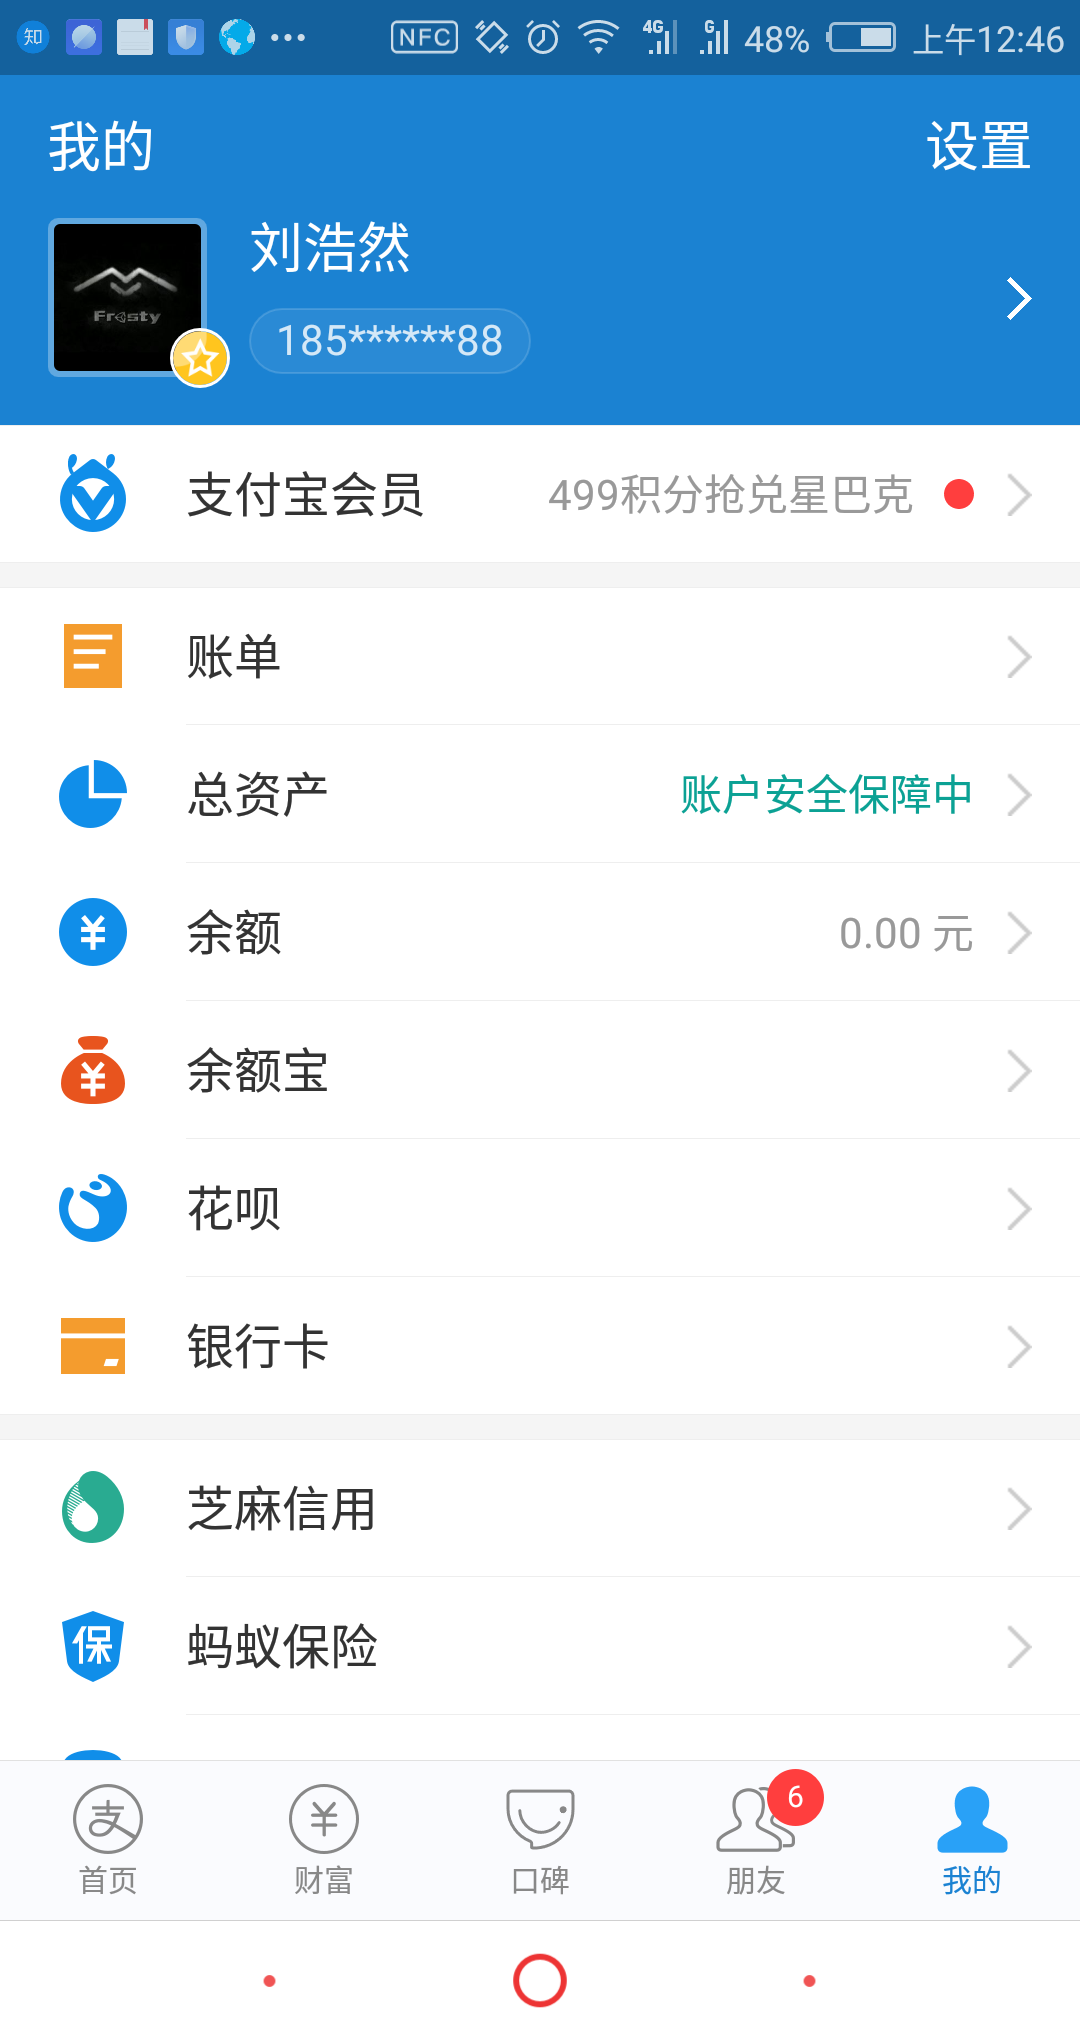 知 NFC 4G G 48% 上午12:46
我的 设置
Frosty
刘浩然
185******88
支付宝会员 499积分抢兑星巴克
账单
总资产 账户安全保障中
余额 0.00 元
余额宝
花呗
银行卡
芝麻信用
保 蚂蚁保险
6
首页 财富 口碑 朋友 我的